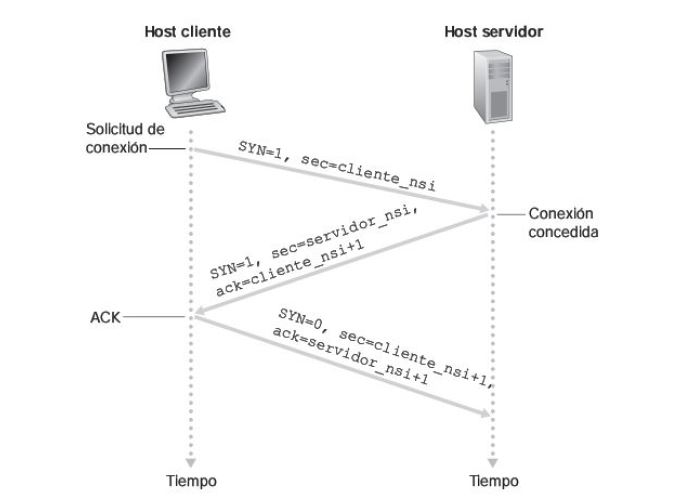 Host cliente
Host servidor
Solicitud de
conexión
SYN=1, sec=cliente_nsi
Conexión
concedida
SYN=1, sec=servidor_nsi,
ack=cliente_nsi+1
ACK
SYN=0, sec=cliente_nsi+1,
ack=servidor_nsi+1
Tiempo
Tiempo